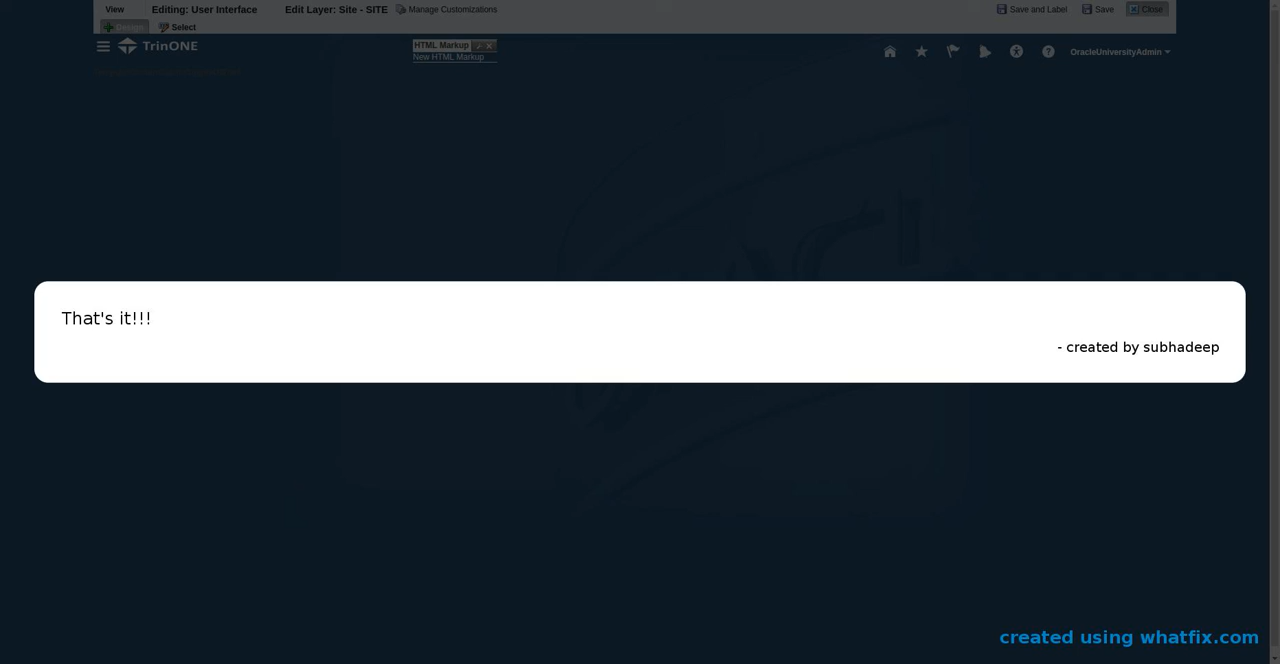 View Editing: User Interface Edit Layer: Site - SITE Manage Customizations Save and Label Save Close
Design Select
TrinONE
HTML Markup
New HTML Markup
OracleUniversityAdmin
That's it!!!
- created by subhadeep
created using whatfix.com